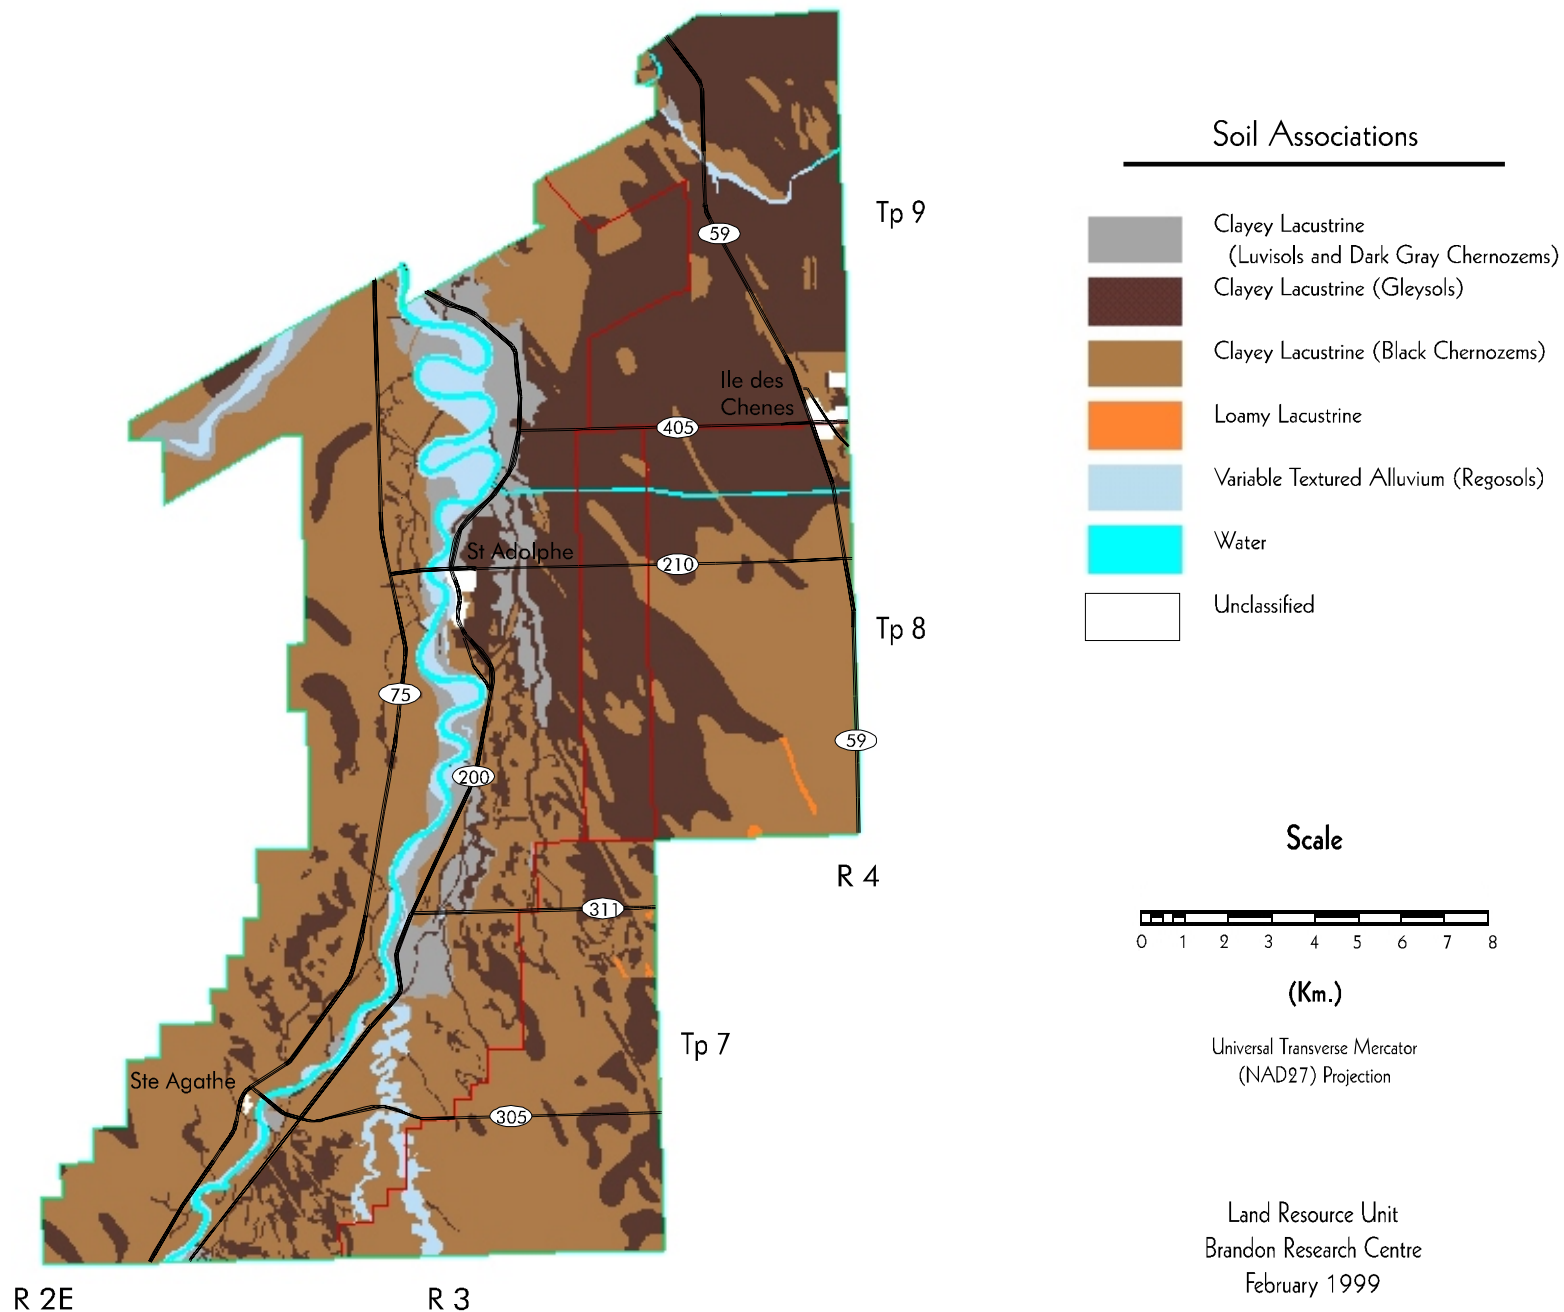 Soil Associations
Clayey Lacustrine
(Luvisols and Dark Gray Chernozems)
Clayey Lacustrine (Gleysols)
Clayey Lacustrine (Black Chernozems)
Loamy Lacustrine
Variable Textured Alluvium (Regosols)
Water
Unclassified
Tp 9
59
Ile des
Chenes
405
St Adolphe
210
Tp 8
75
59
200
Scale
R 4
311
0 1 2 3 4 5 6 7 8
(Km.)
Tp 7
Universal Transverse Mercator
(NAD27) Projection
Ste Agathe
305
Land Resource Unit
Brandon Research Centre
February 1999
R 2E
R 3